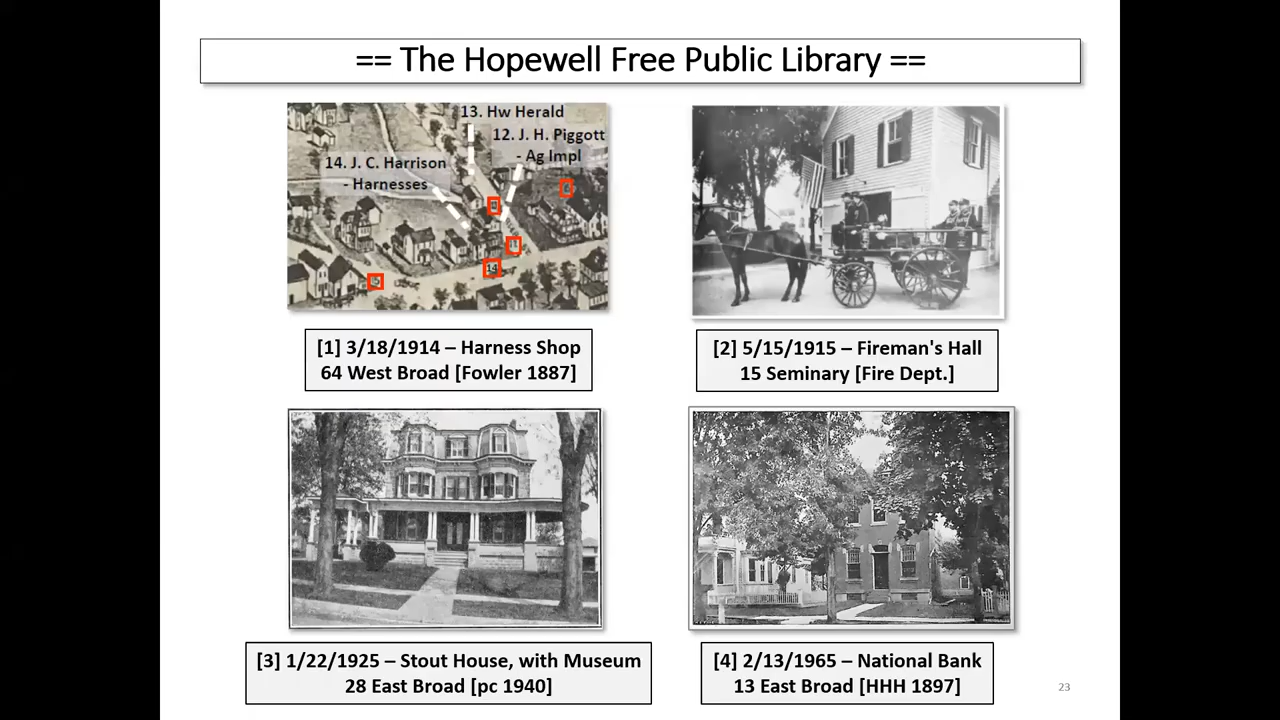 == The Hopewell Free Public Library ==
13. Hw Herald
12. J. H. Piggott
- Ag Impl
14. J. C. Harrison
- Harnesses
14
[1] 3/18/1914 – Harness Shop
64 West Broad [Fowler 1887]
[2] 5/15/1915 – Fireman's Hall
15 Seminary [Fire Dept.]
[3] 1/22/1925 – Stout House, with Museum
28 East Broad [pc 1940]
[4] 2/13/1965 – National Bank
13 East Broad [HHH 1897]
23